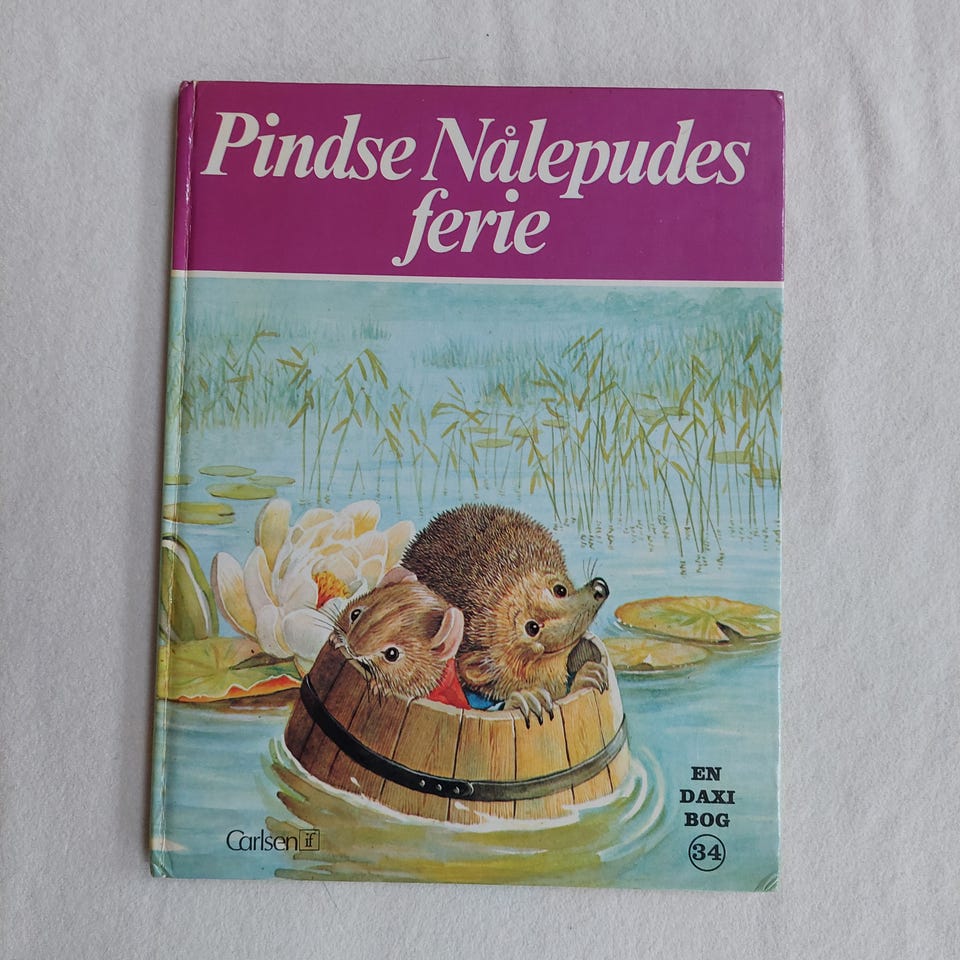 Pindse Nålepudes
ferie
EN
DAXI
BOG
34
Carlsen if